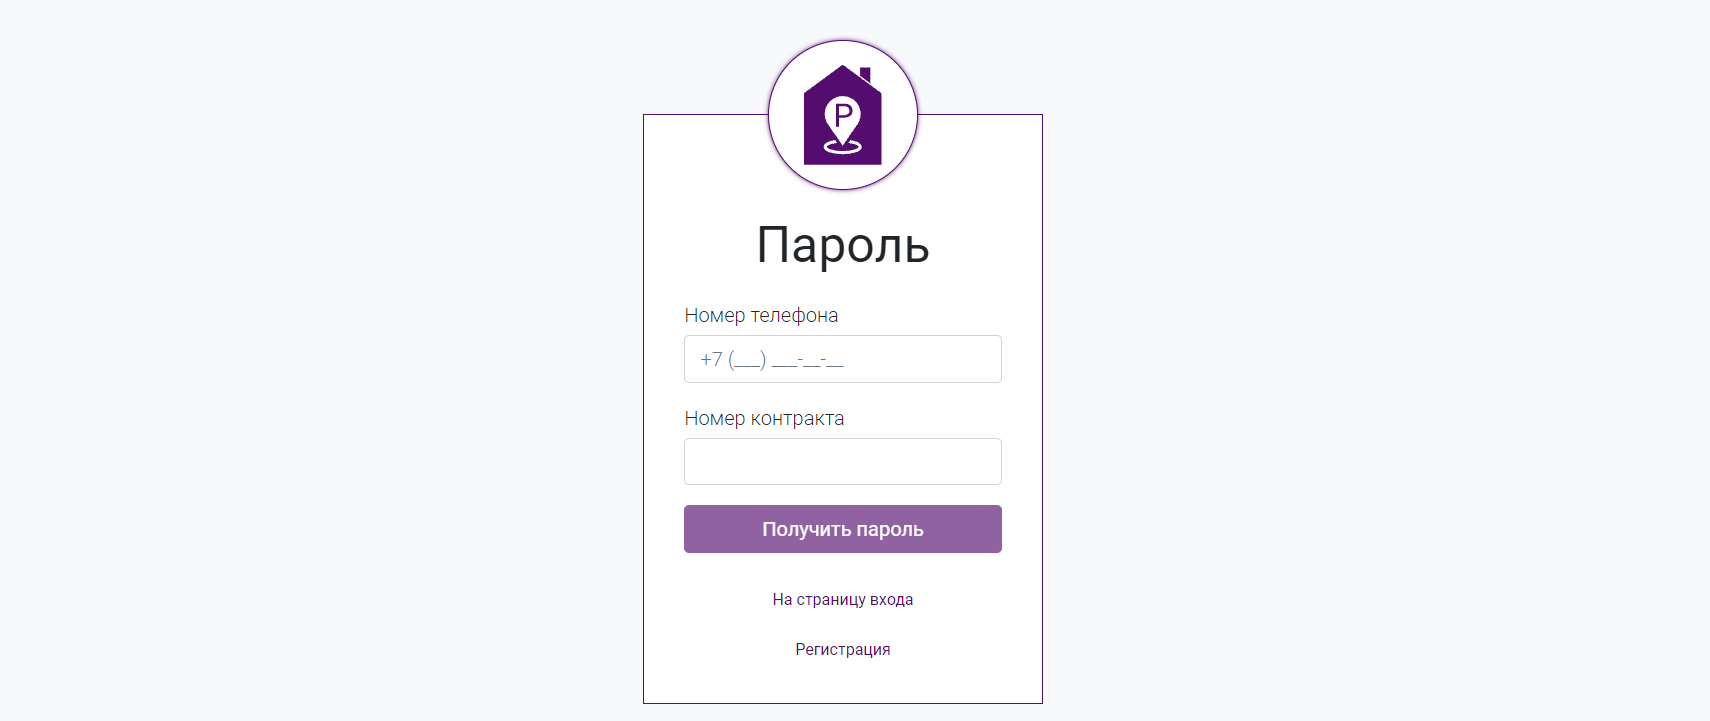 P
Пароль
Номер телефона
+7 (___) ___-__-__
Номер контракта
Получить пароль
На страницу входа
Регистрация